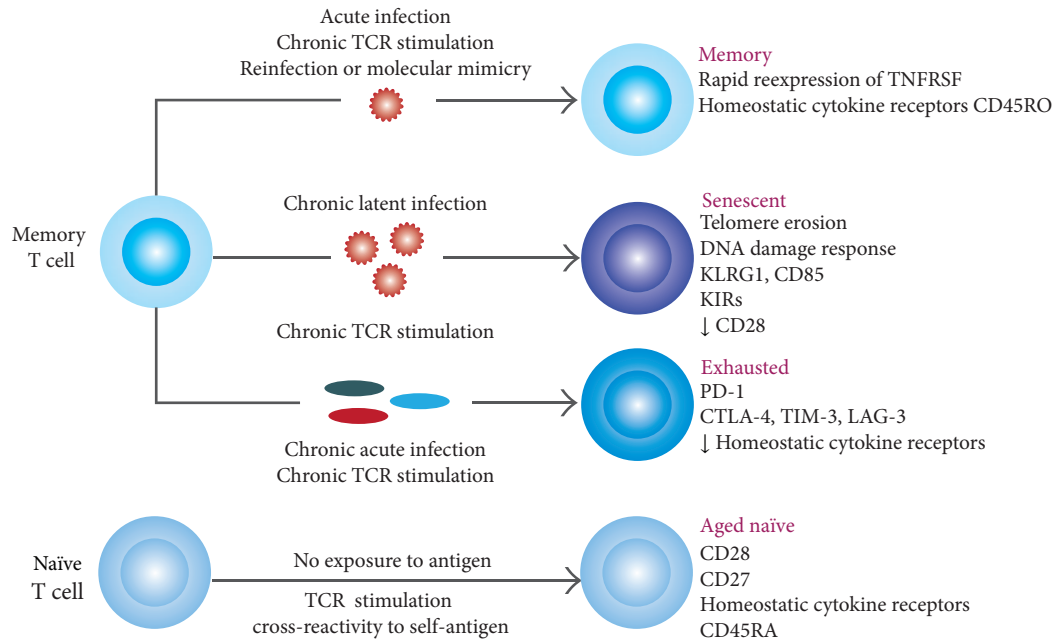 Acute infection
Chronic TCR stimulation
Reinfection or molecular mimicry
Memory
Rapid reexpression of TNFRSF
Homeostatic cytokine receptors CD45RO
Memory
T cell
Chronic latent infection
Chronic TCR stimulation
Senescent
Telomere erosion
DNA damage response
KLRG1, CD85
KIRs
↓ CD28
Chronic acute infection
Chronic TCR stimulation
Exhausted
PD-1
CTLA-4, TIM-3, LAG-3
↓ Homeostatic cytokine receptors
Naïve
T cell
No exposure to antigen
TCR stimulation
cross-reactivity to self-antigen
Aged naïve
CD28
CD27
Homeostatic cytokine receptors
CD45RA